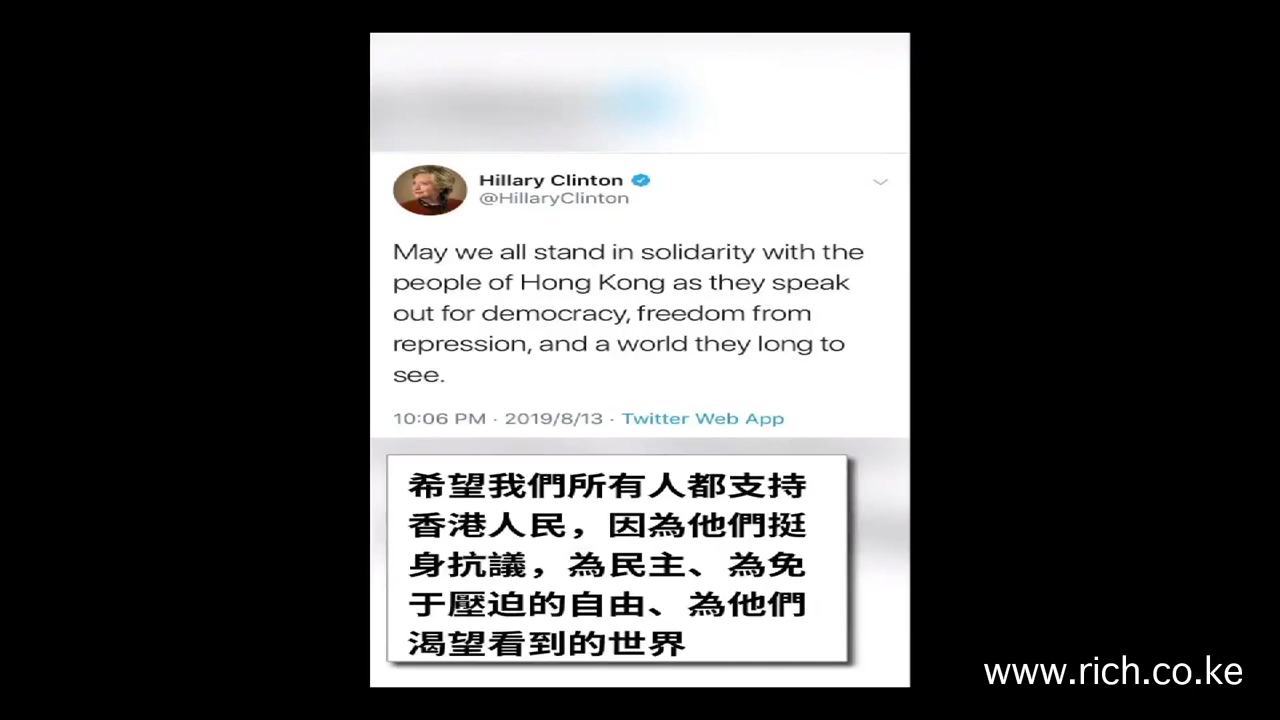 Hillary Clinton
@HillaryClinton
May we all stand in solidarity with the
people of Hong Kong as they speak
out for democracy, freedom from
repression, and a world they long to
see.
10:06 PM · 2019/8/13 · Twitter Web App
希望我們所有人都支持
香港人民，因為他們挺
身抗議，為民主、為免
于壓迫的自由、為他們
渴望看到的世界
www.rich.co.ke